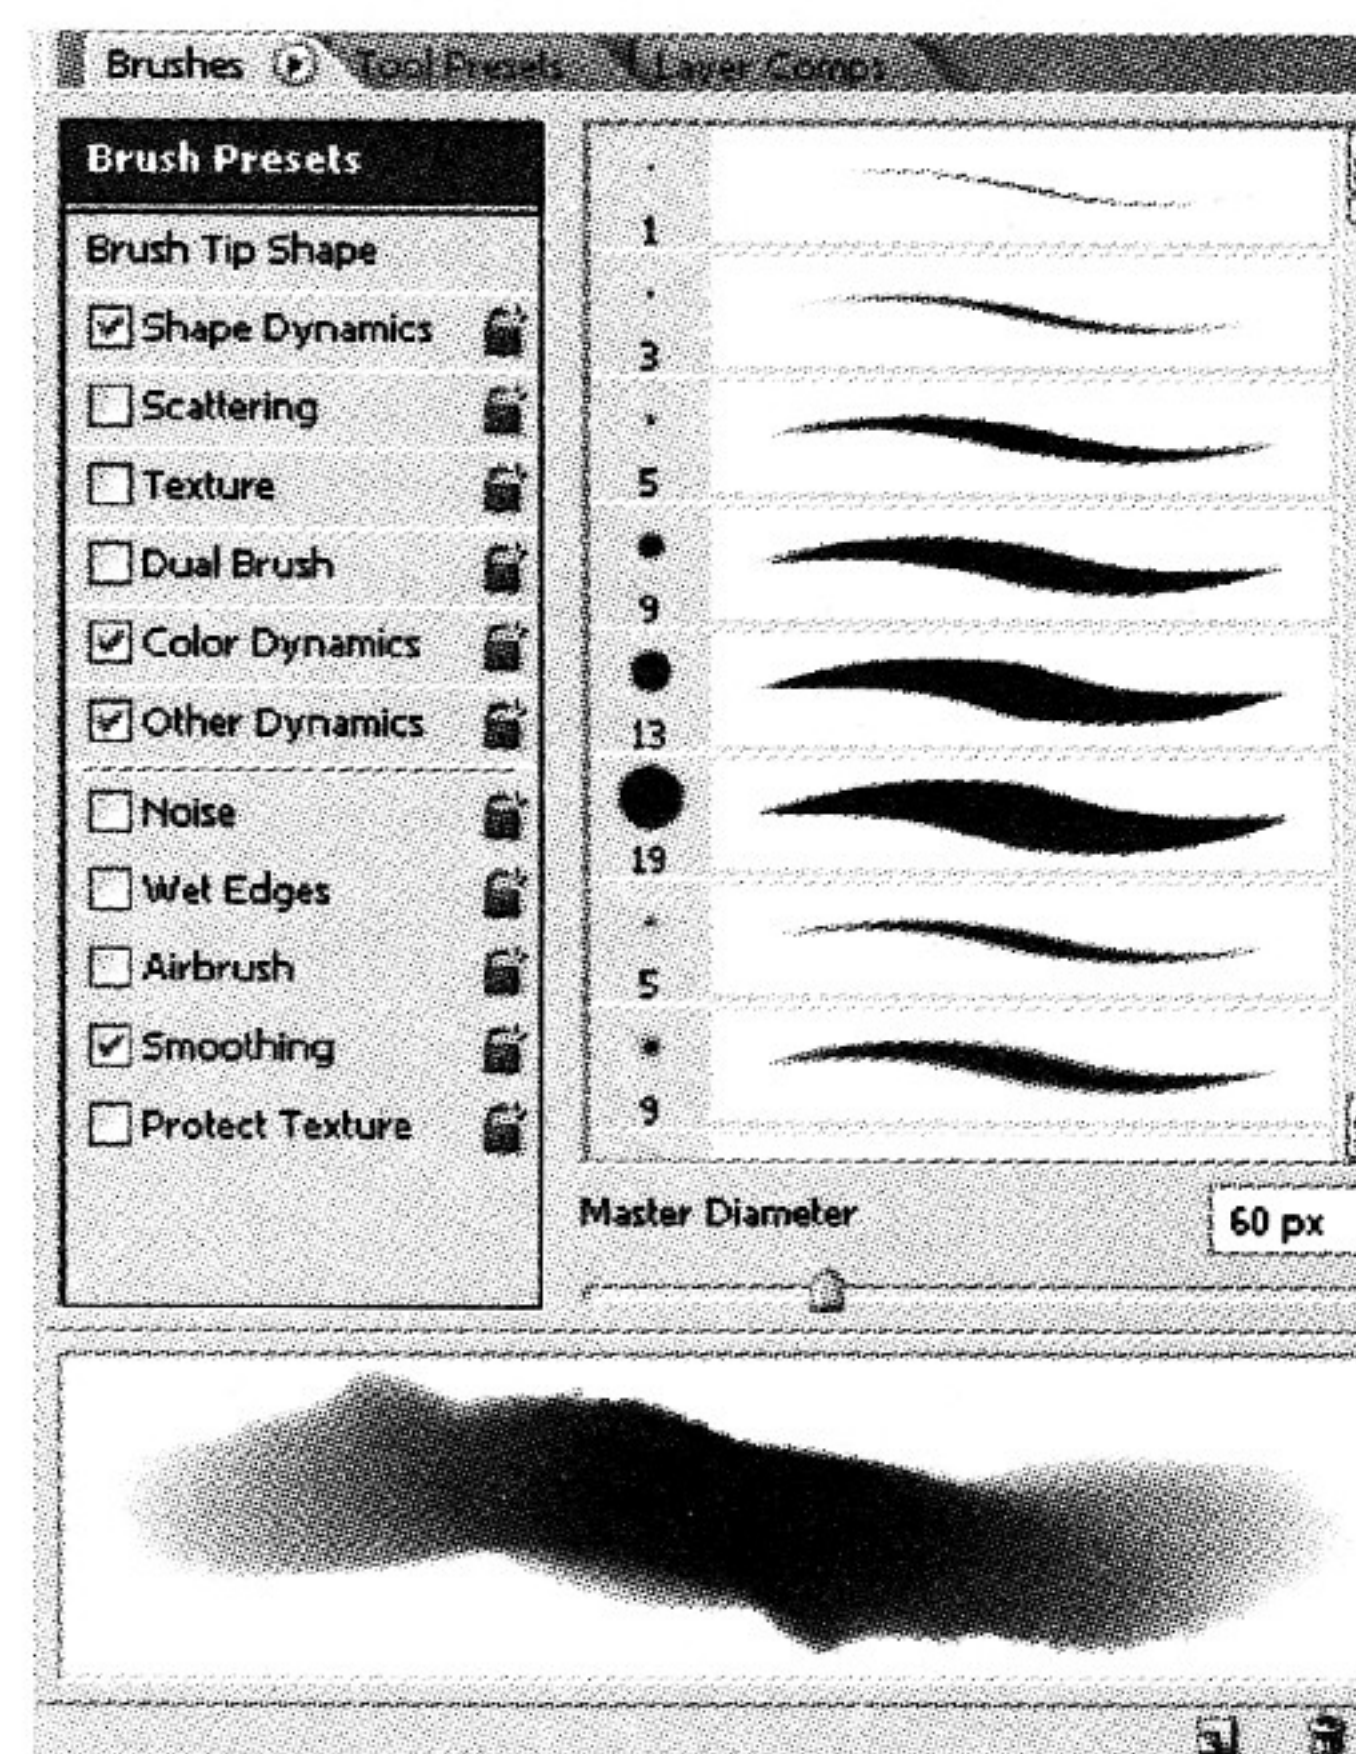 Brushes Tool Presets Layer Comps
Brush Presets
Brush Tip Shape
Shape Dynamics
Scattering
Texture
Dual Brush
Color Dynamics
Other Dynamics
Noise
Wet Edges
Airbrush
Smoothing
Protect Texture
1
3
5
9
13
19
5
9
Master Diameter 60 px